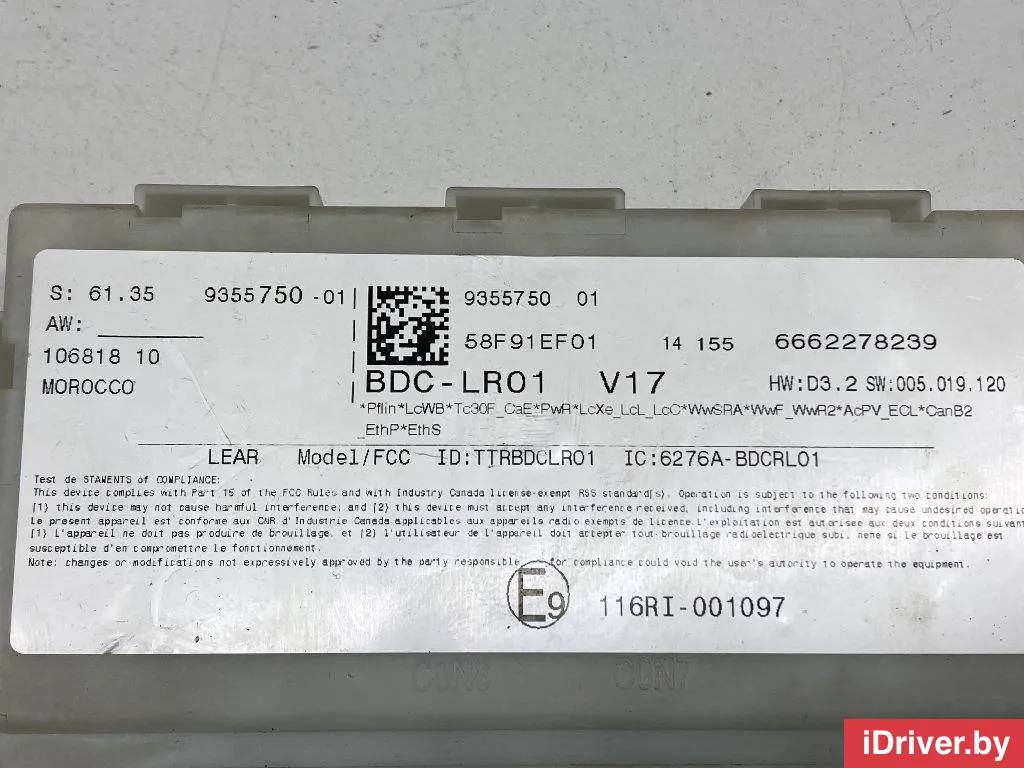 S: 61.35 9355750 -01
AW:
106818 10
MOROCCO
9355750 01
58F91EF01 14 155 6662278239
BDC-LR01 V17 HW:D3.2 SW:005.019.120
*Pflin*LcWB*Tc30F_CaE*PwR*LcXe_LcL_LcC*WwSRA*WwF_WwR2*AcPV_ECL*CanB2
_EthP*EthS
LEAR Model/FCC ID:TTRBDCLR01 IC:6276A-BDCRL01
Test de STAMENTS of COMPLIANCE:
This device complies with Part 15 of the FCC Rules and with Industry Canada license-exempt RSS standard(s). Operation is subject to the following two conditions:
(1) this device may not cause harmful interference; and (2) this device must accept any interference received, including interference that may cause undesired operatio
Le present appareil est conforme aux CNR d'Industrie Canada applicables aux appareils radio exempts de licence.L'exploitation est autorisee aux deux conditions suivant
(1) L'appareil ne doit pas produire de brouillage, et (2) l'utilisateur de l'appareil doit accepter tout brouillage radioelectrique subi, meme si le brouillage est
susceptible d'en compromettre le fonctionnement.
Note: changes or modifications not expressively approved by the party responsible for compliance could void the user's autority to operate the equipment.
E9 116RI-001097
CON6 CON7
iDriver.by